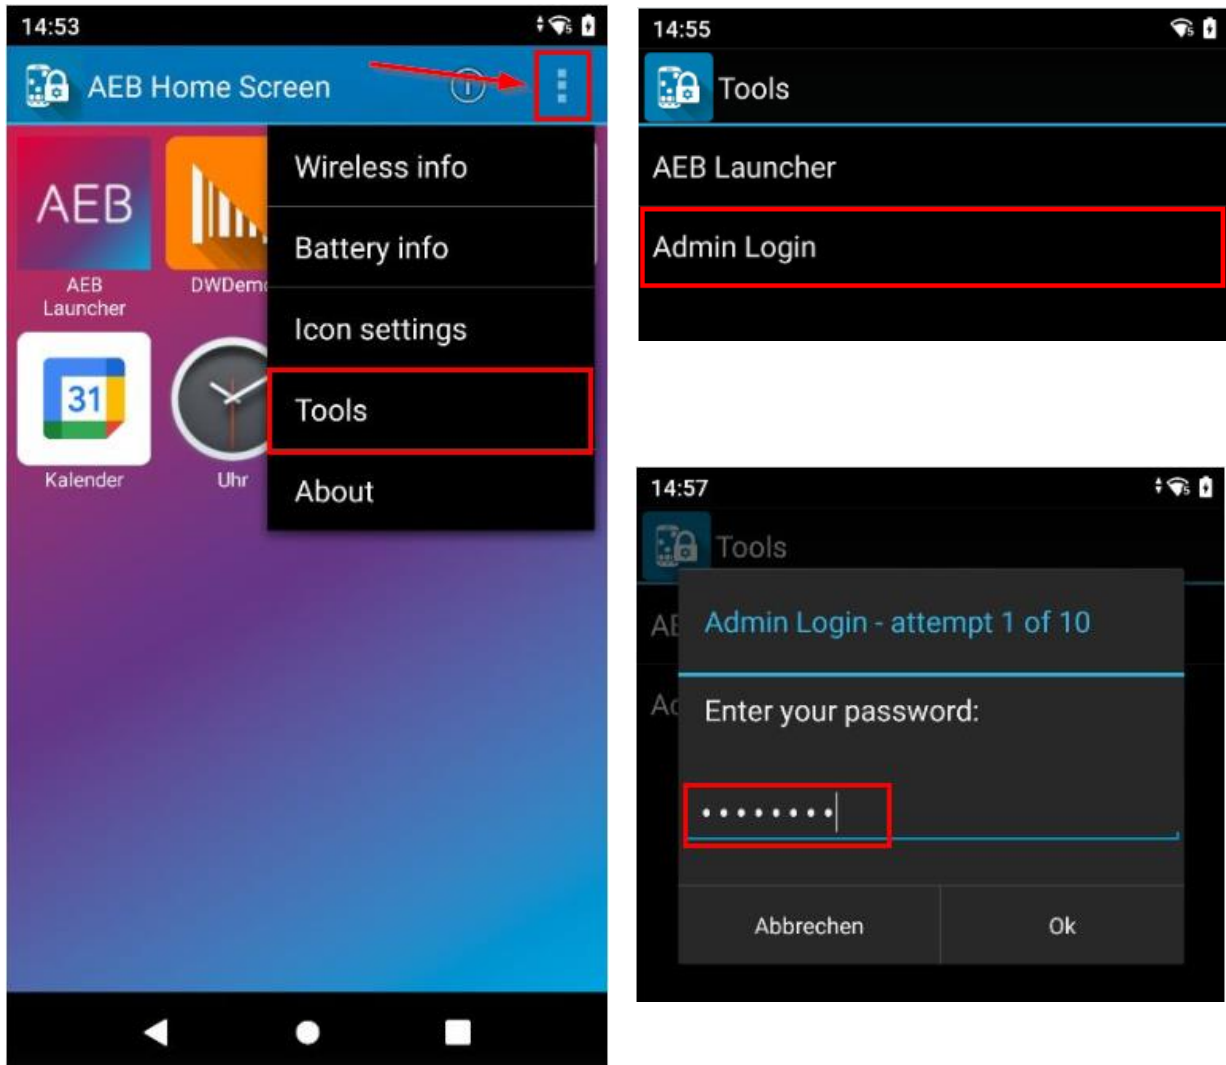 14:53
AEB Home Screen
Wireless info
Battery info
Icon settings
Tools
About
AEB
AEB
Launcher
DWDem
31
Kalender
Uhr
14:55
Tools
AEB Launcher
Admin Login
14:57
Tools
AE
Ad
Admin Login - attempt 1 of 10
Enter your password:
Abbrechen
Ok